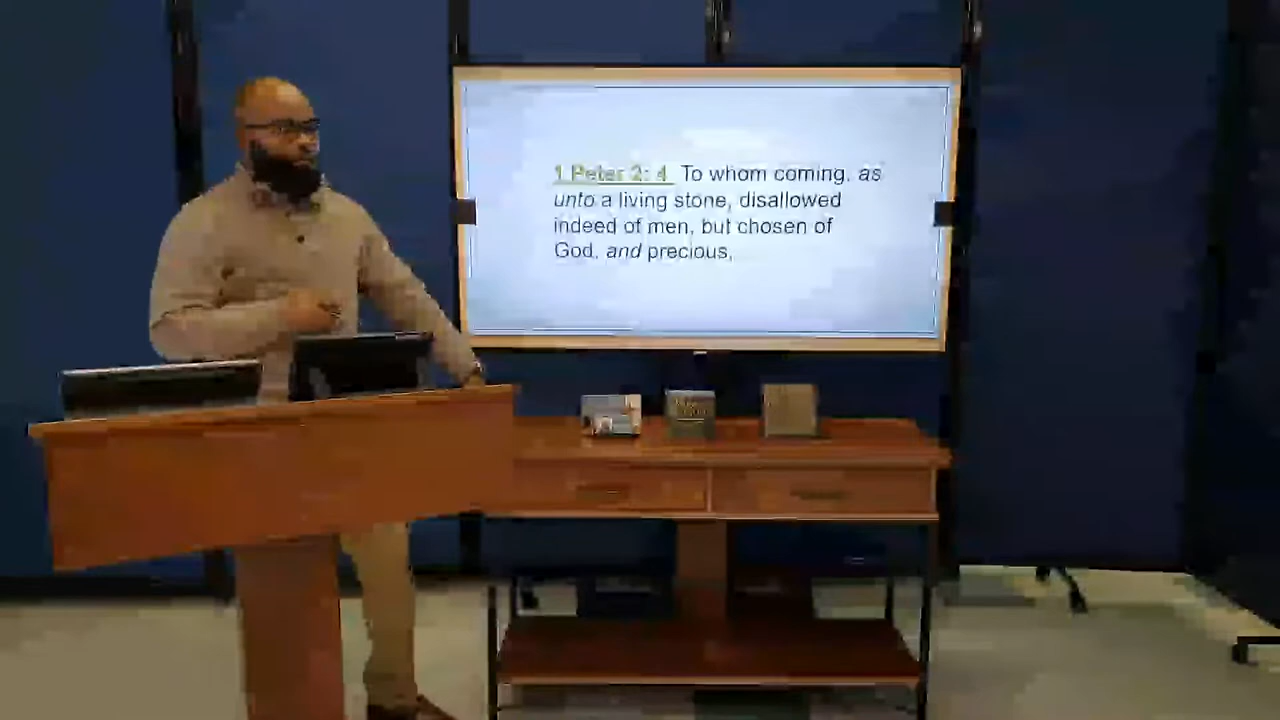 1 Peter 2: 4 To whom coming, as
unto a living stone, disallowed
indeed of men, but chosen of
God, and precious,